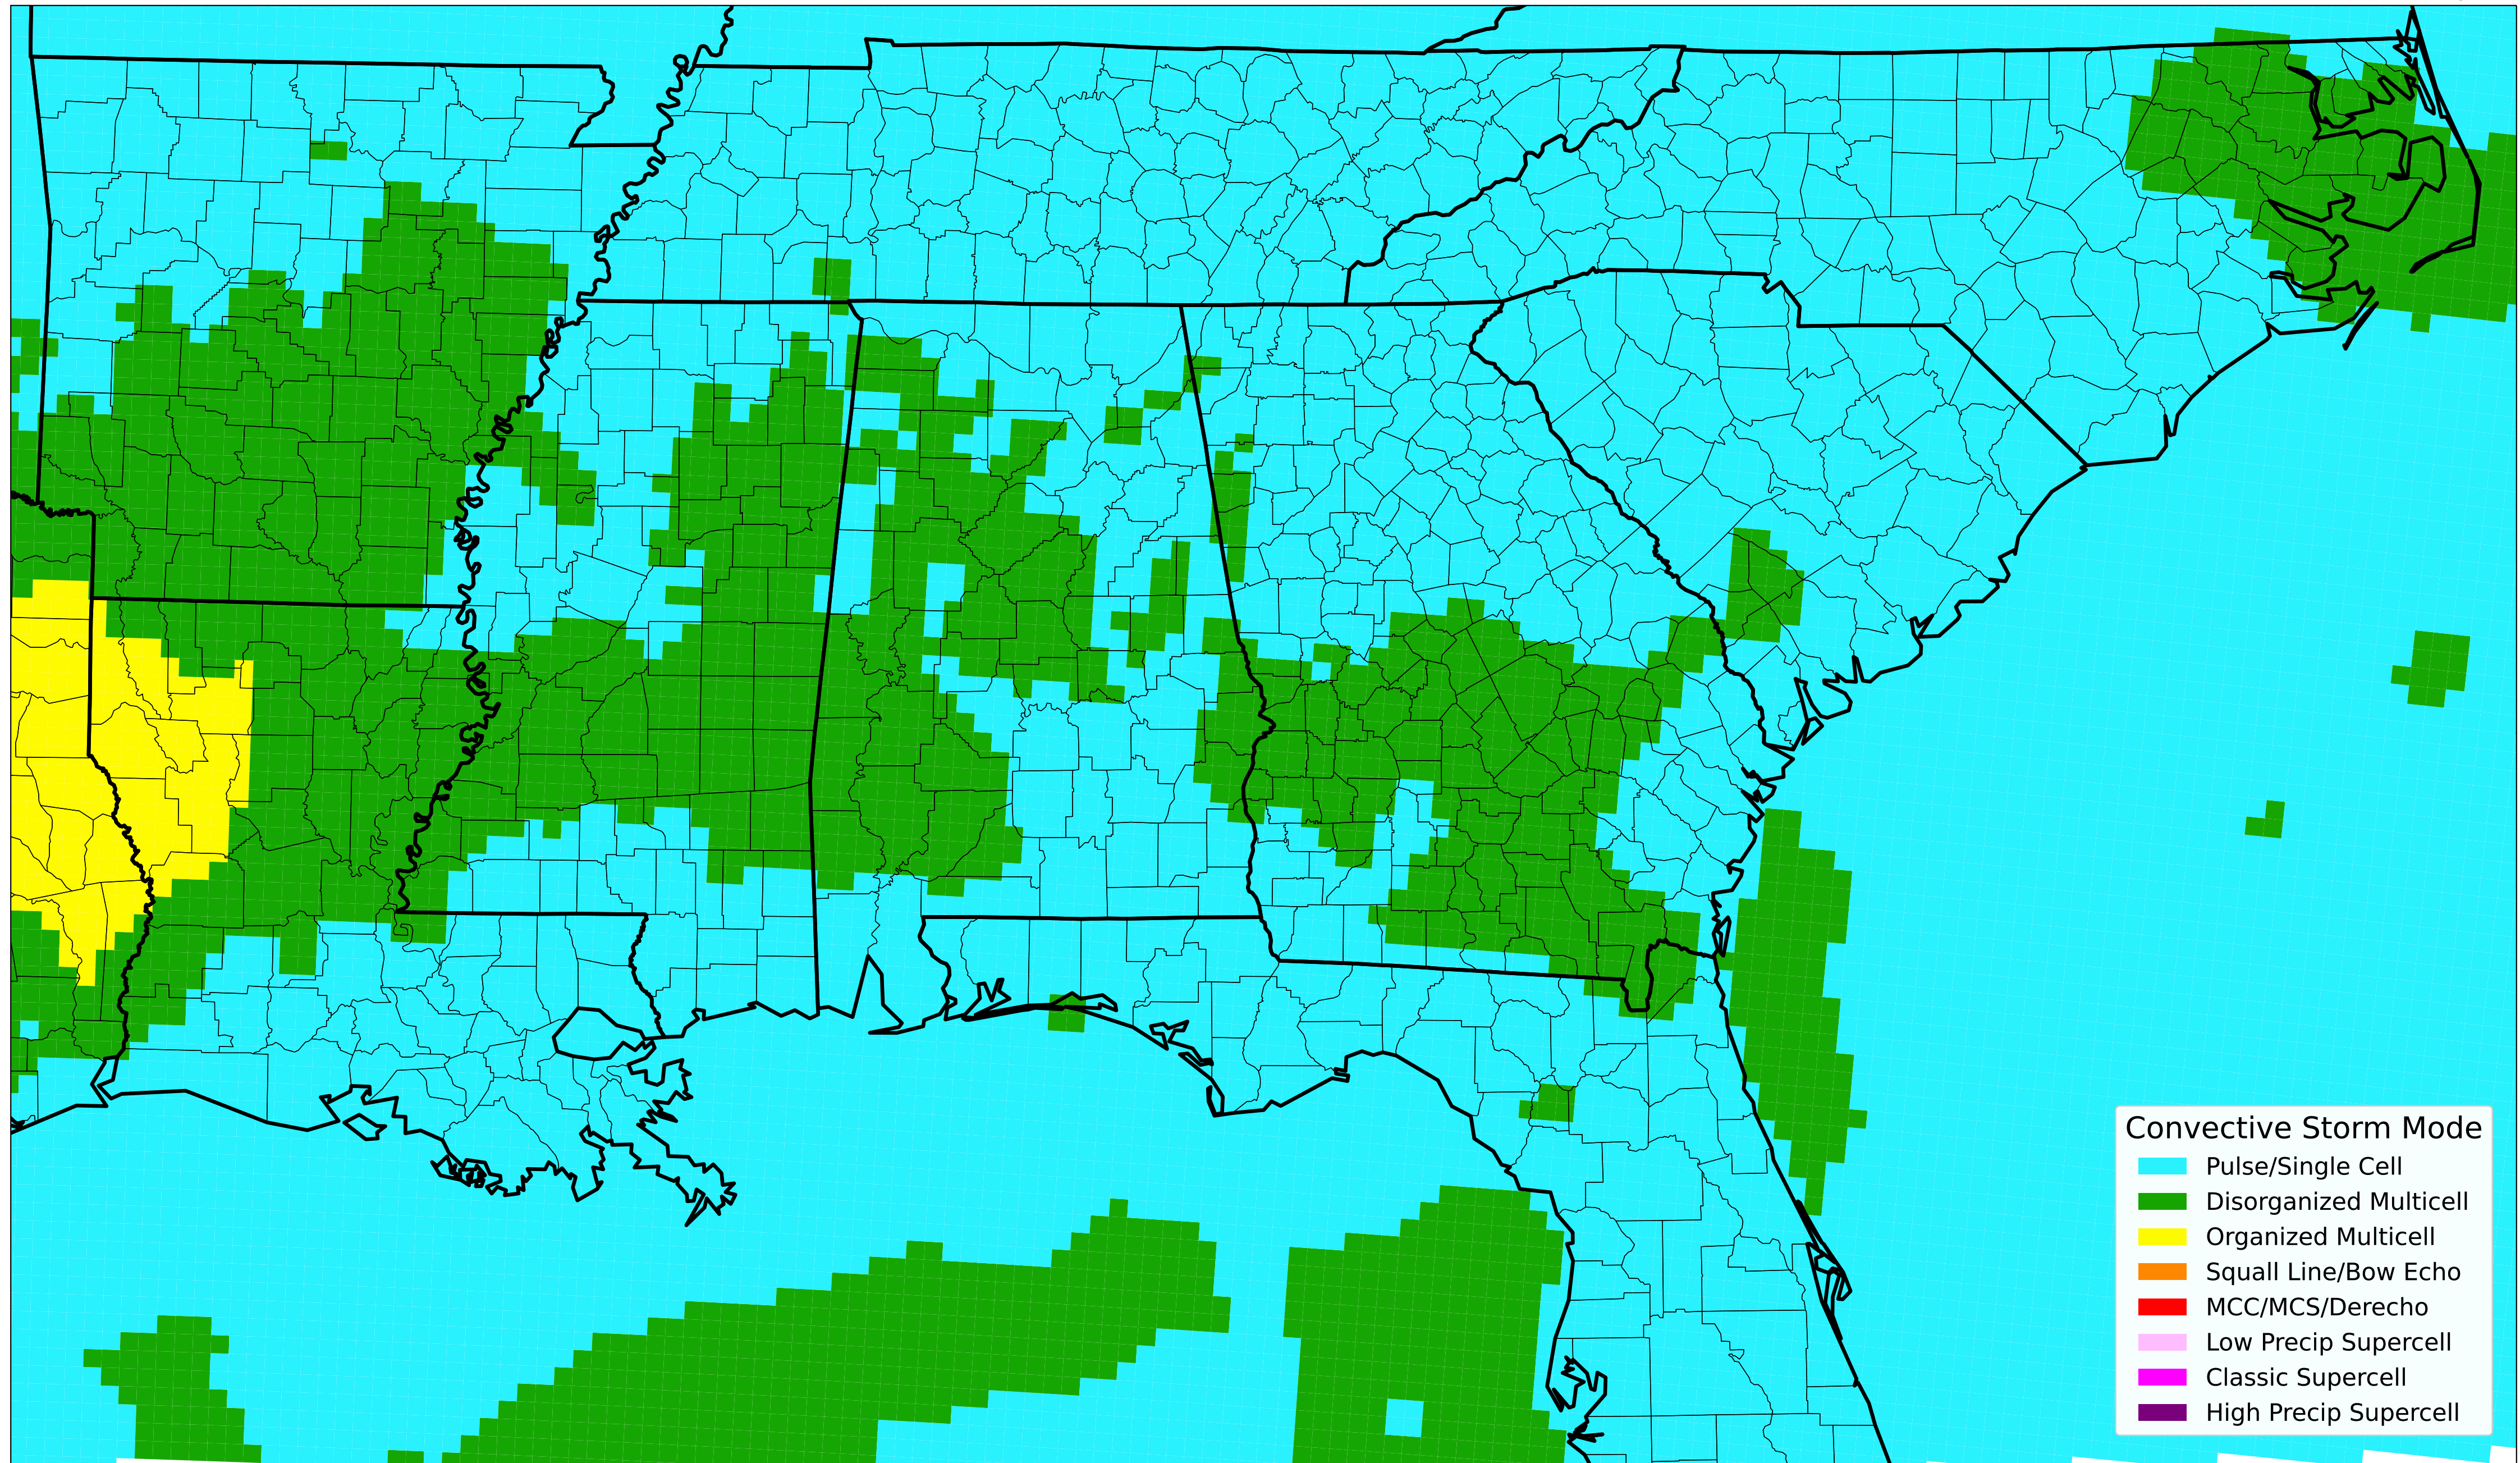 Convective Storm Mode
Pulse/Single Cell
Disorganized Multicell
Organized Multicell
Squall Line/Bow Echo
MCC/MCS/Derecho
Low Precip Supercell
Classic Supercell
High Precip Supercell